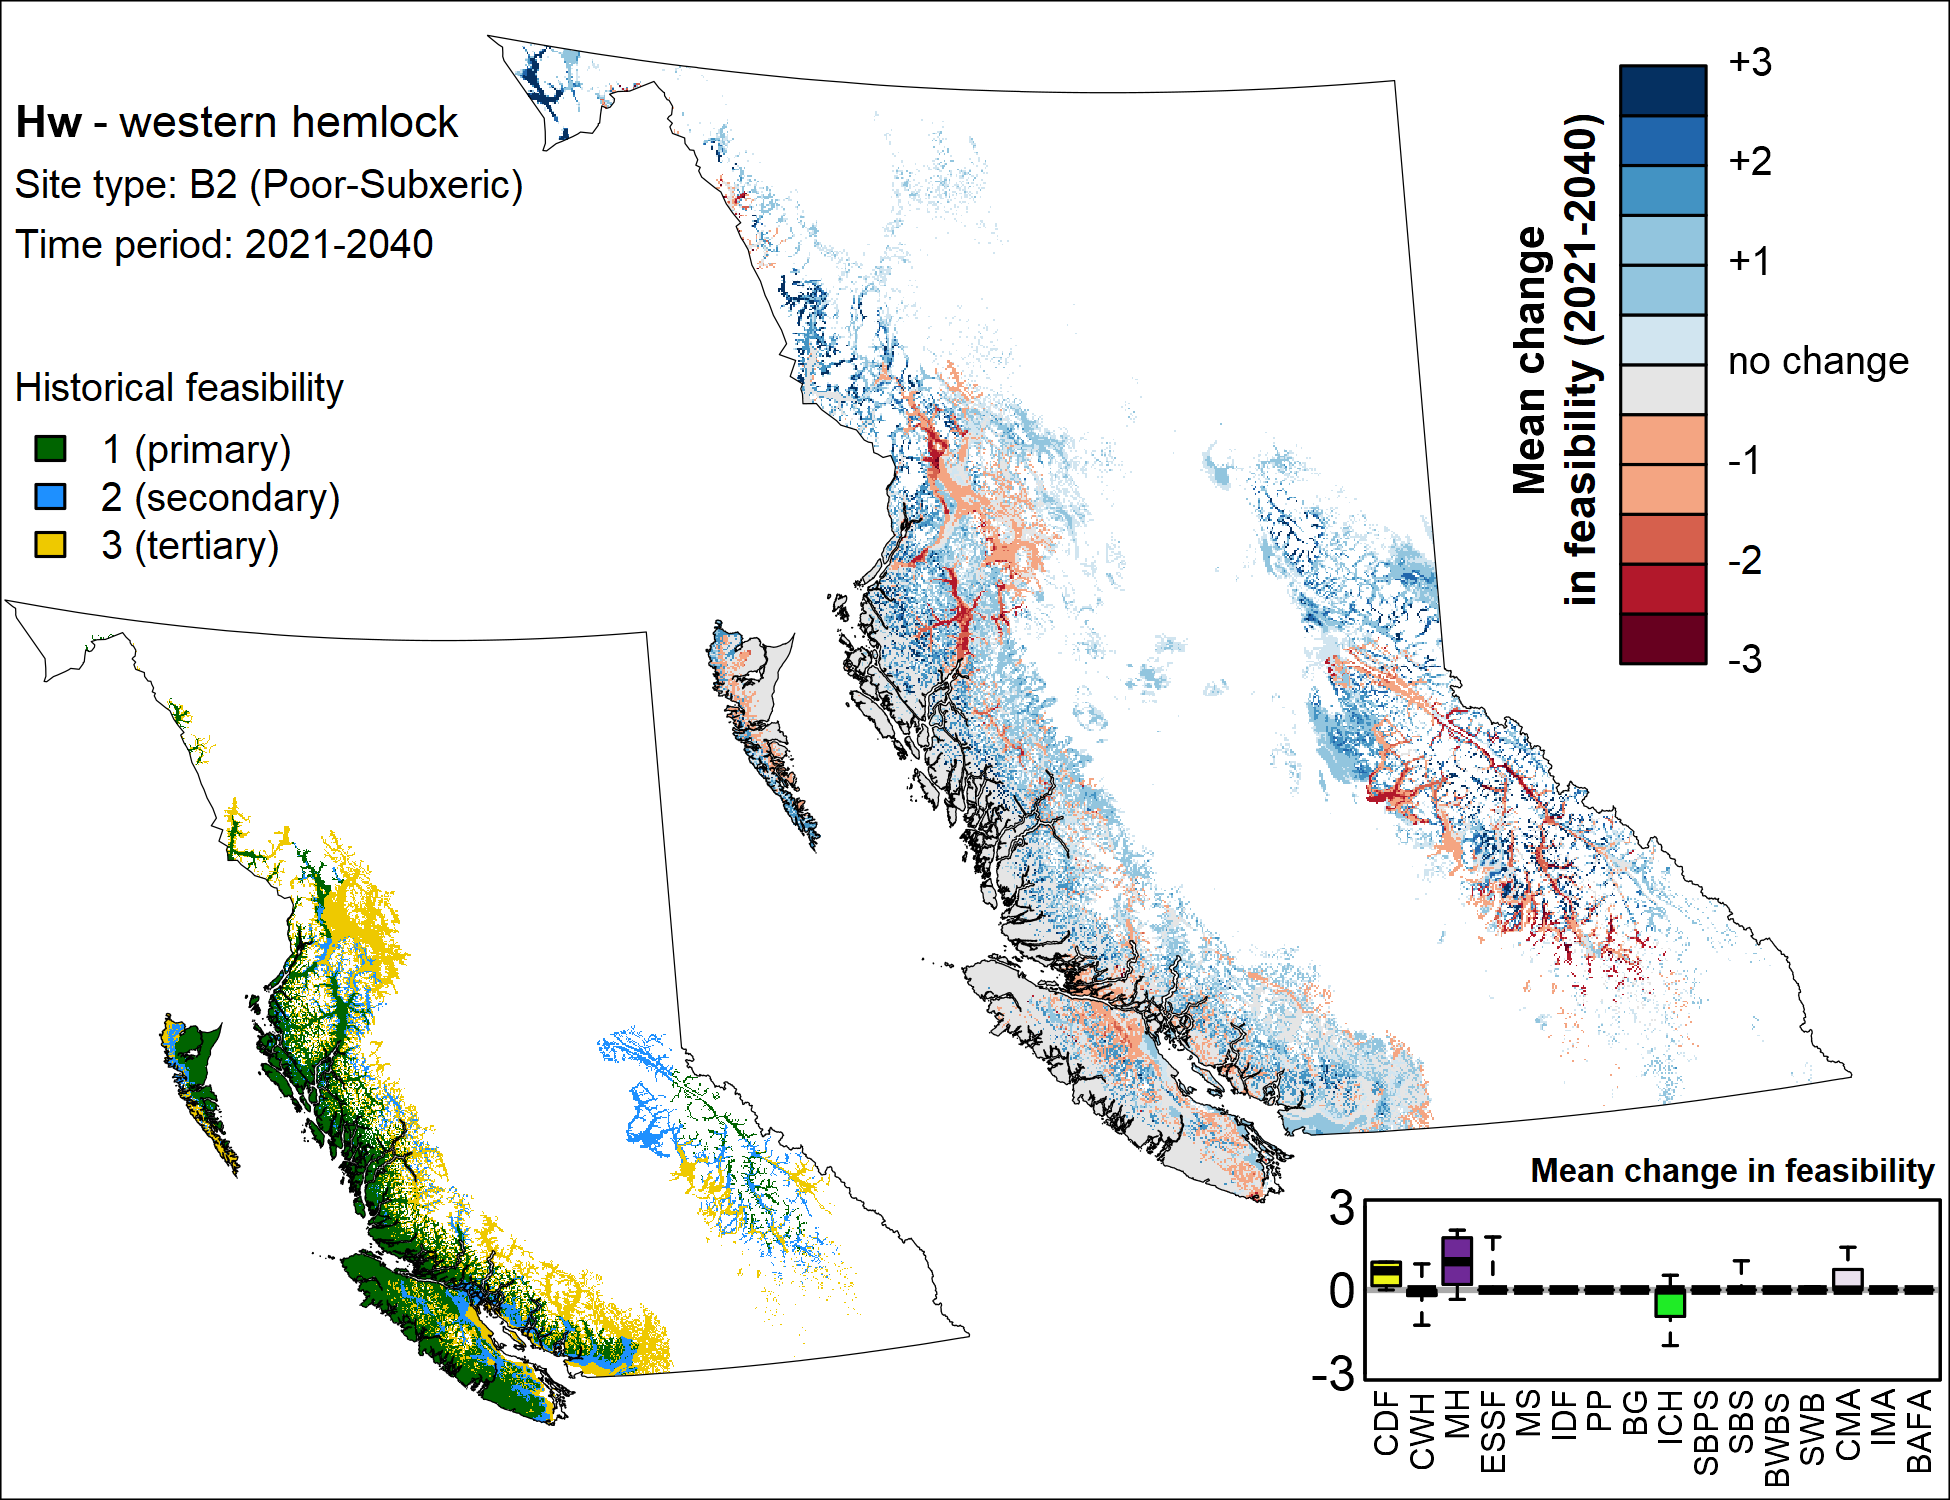 Hw - western hemlock
Site type: B2 (Poor-Subxeric)
Time period: 2021-2040
Historical feasibility
1 (primary)
2 (secondary)
3 (tertiary)
Mean change
in feasibility (2021-2040)
+3
+2
+1
no change
-1
-2
-3
Mean change in feasibility
3
0
-3
CDF
CWH
MH
ESSF
MS
IDF
PP
BG
ICH
SBPS
SBS
BWBS
SWB
CMA
IMA
BAFA